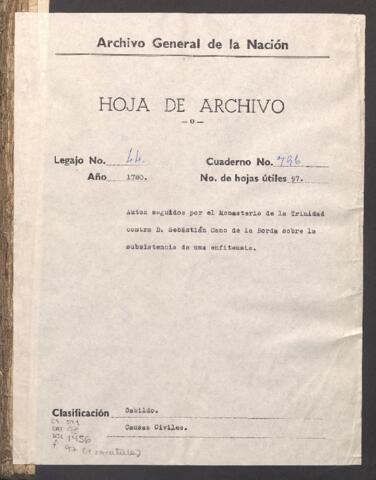 Archivo General de la Nación
HOJA DE ARCHIVO
—o—
Legajo No. 44. Cuaderno No. 796
Año 1780. No. de hojas útiles 97.
Autos seguidos por el Monasterio de la Trinidad
contra D. Sebastián Cano de la Borda sobre la
subsistencia de una enfiteusis.
Clasificación Cabildo.
Causas Civiles.
1456